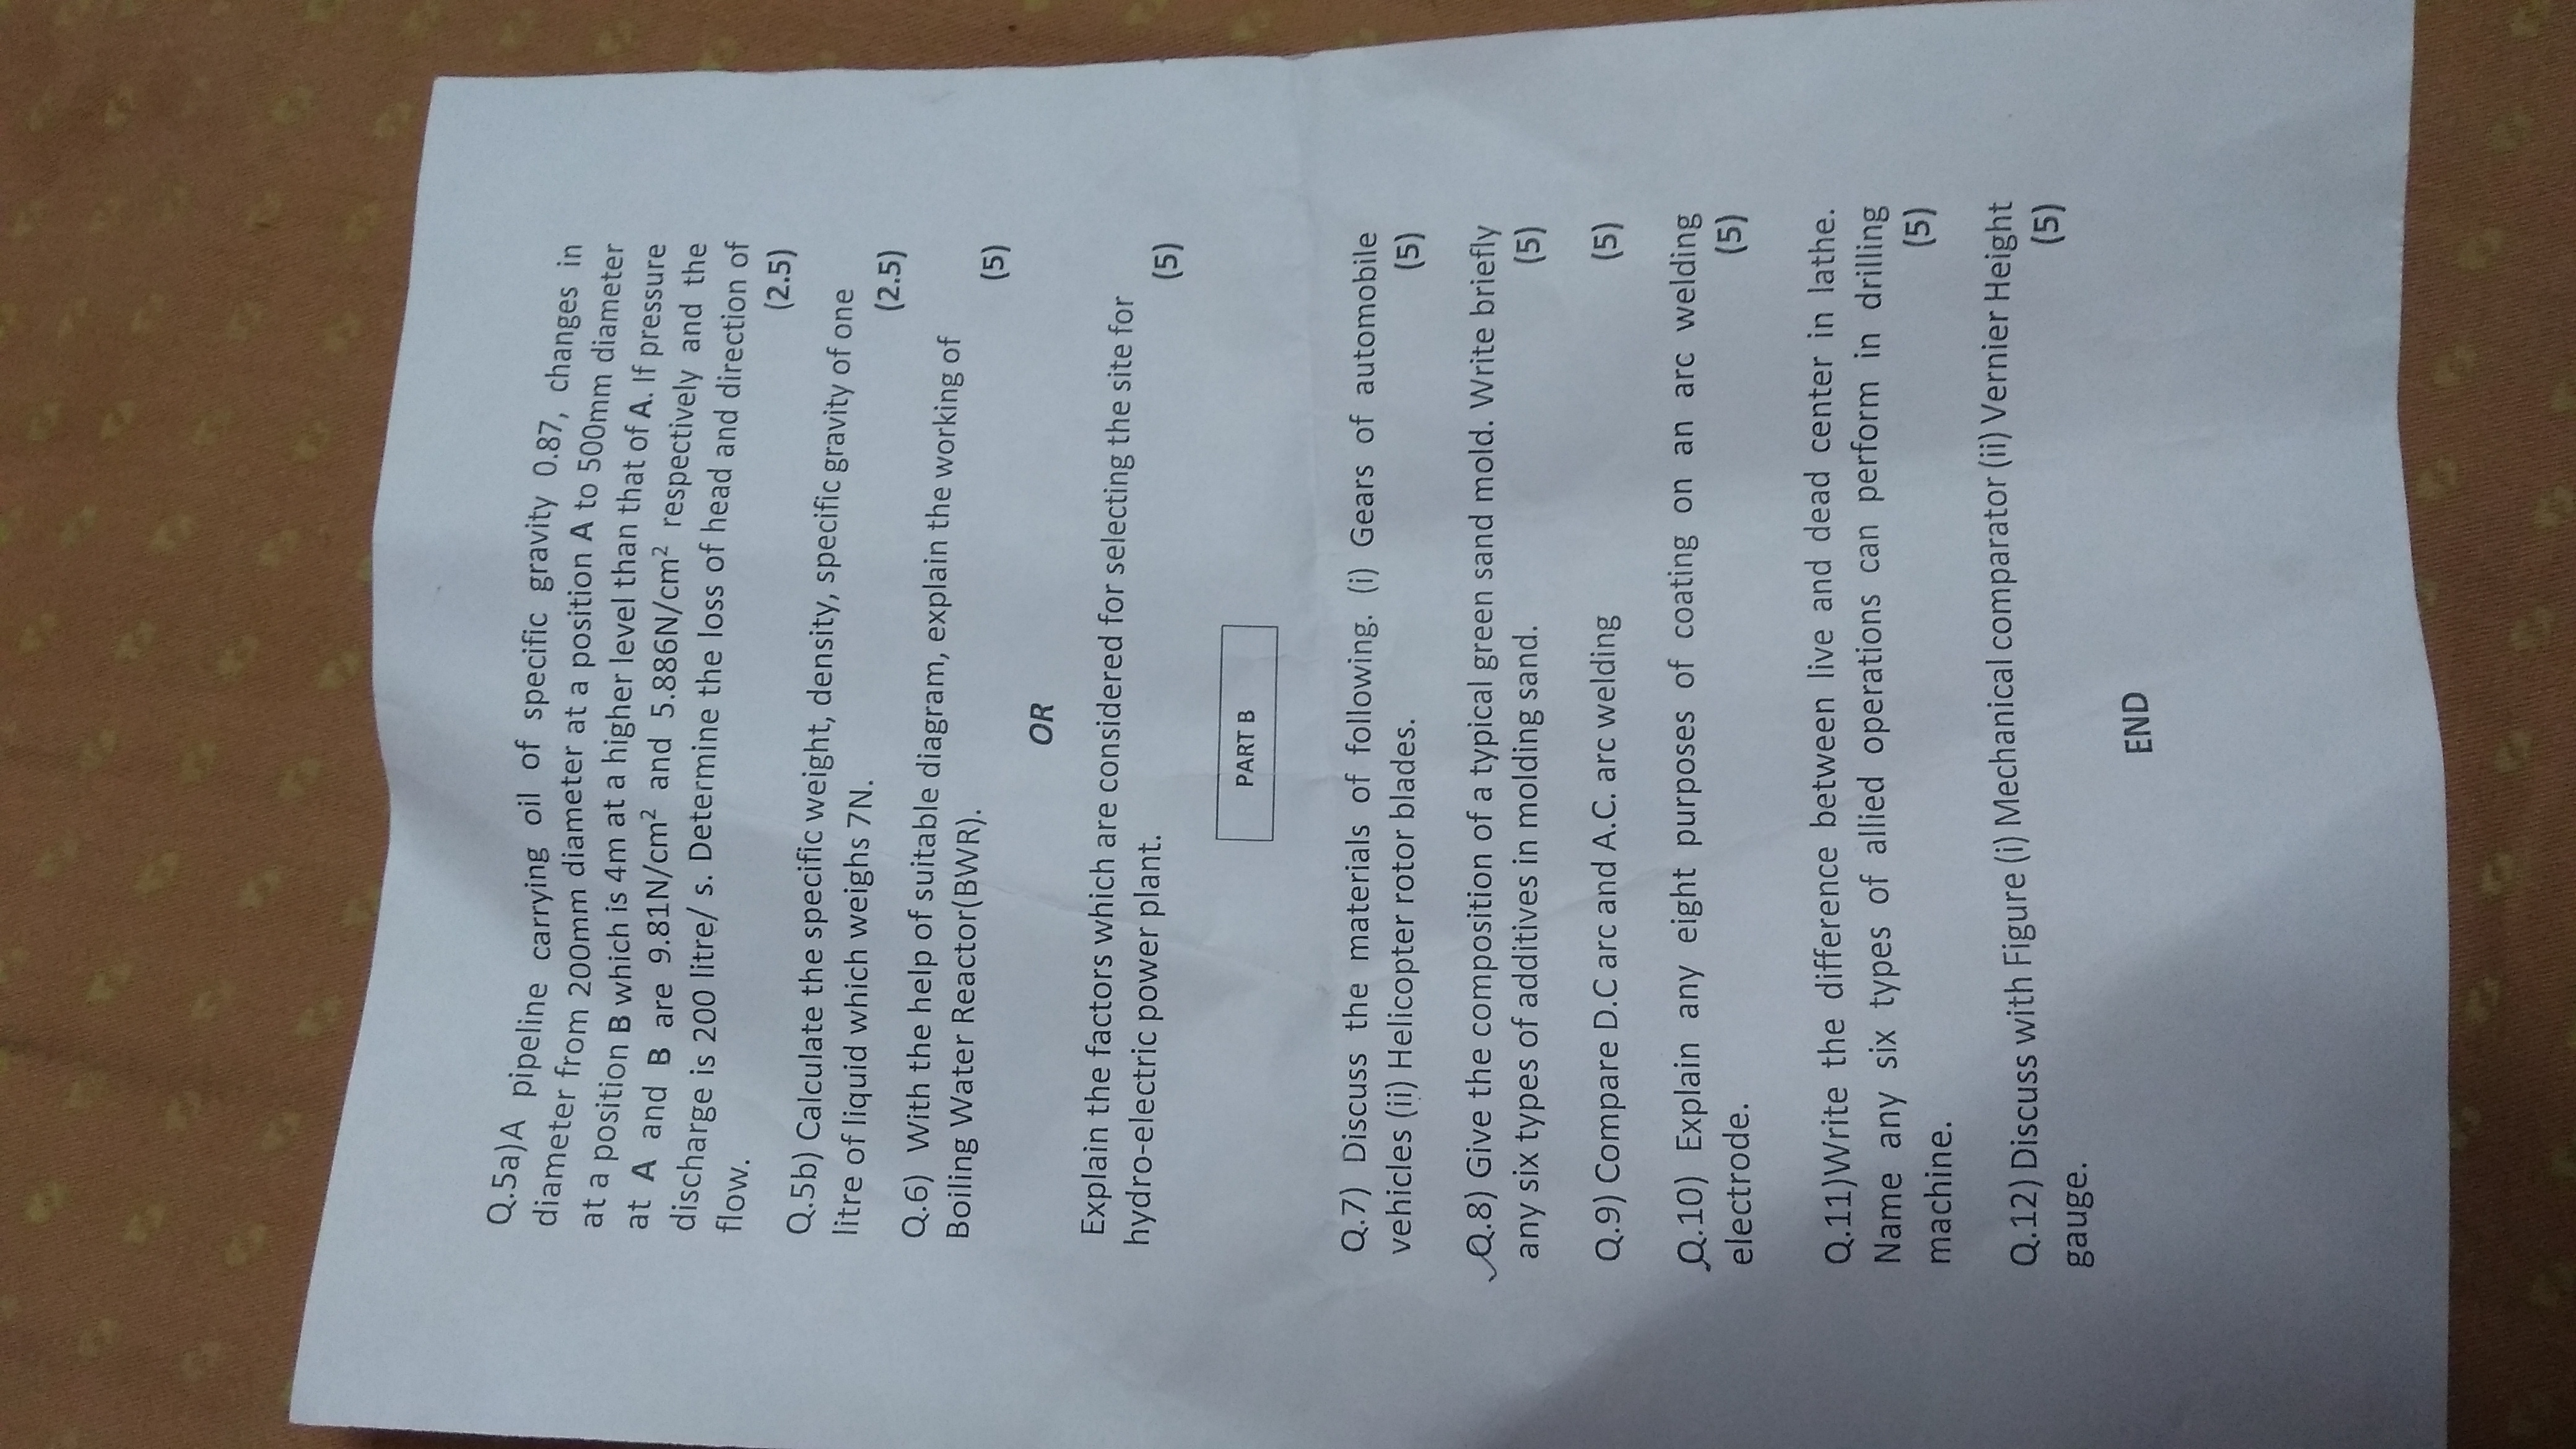 Q.5a)A pipeline carrying oil of specific gravity 0.87, changes in
diameter from 200mm diameter at a position A to 500mm diameter
at a position B which is 4m at a higher level than that of A. If pressure
at A and B are 9.81N/cm² and 5.886N/cm² respectively and the
discharge is 200 litre/ s. Determine the loss of head and direction of
flow.
(2.5)
Q.5b) Calculate the specific weight, density, specific gravity of one
litre of liquid which weighs 7N.
(2.5)
Q.6) With the help of suitable diagram, explain the working of
Boiling Water Reactor(BWR).
(5)
OR
Explain the factors which are considered for selecting the site for
hydro-electric power plant.
(5)
PART B
Q.7) Discuss the materials of following. (i) Gears of automobile
vehicles (ii) Helicopter rotor blades. (5)
Q.8) Give the composition of a typical green sand mold. Write briefly
any six types of additives in molding sand. (5)
Q.9) Compare D.C arc and A.C. arc welding (5)
Q.10) Explain any eight purposes of coating on an arc welding
electrode. (5)
Q.11)Write the difference between live and dead center in lathe.
Name any six types of allied operations can perform in drilling
machine. (5)
Q.12) Discuss with Figure (i) Mechanical comparator (ii) Vernier Height
gauge. (5)
END